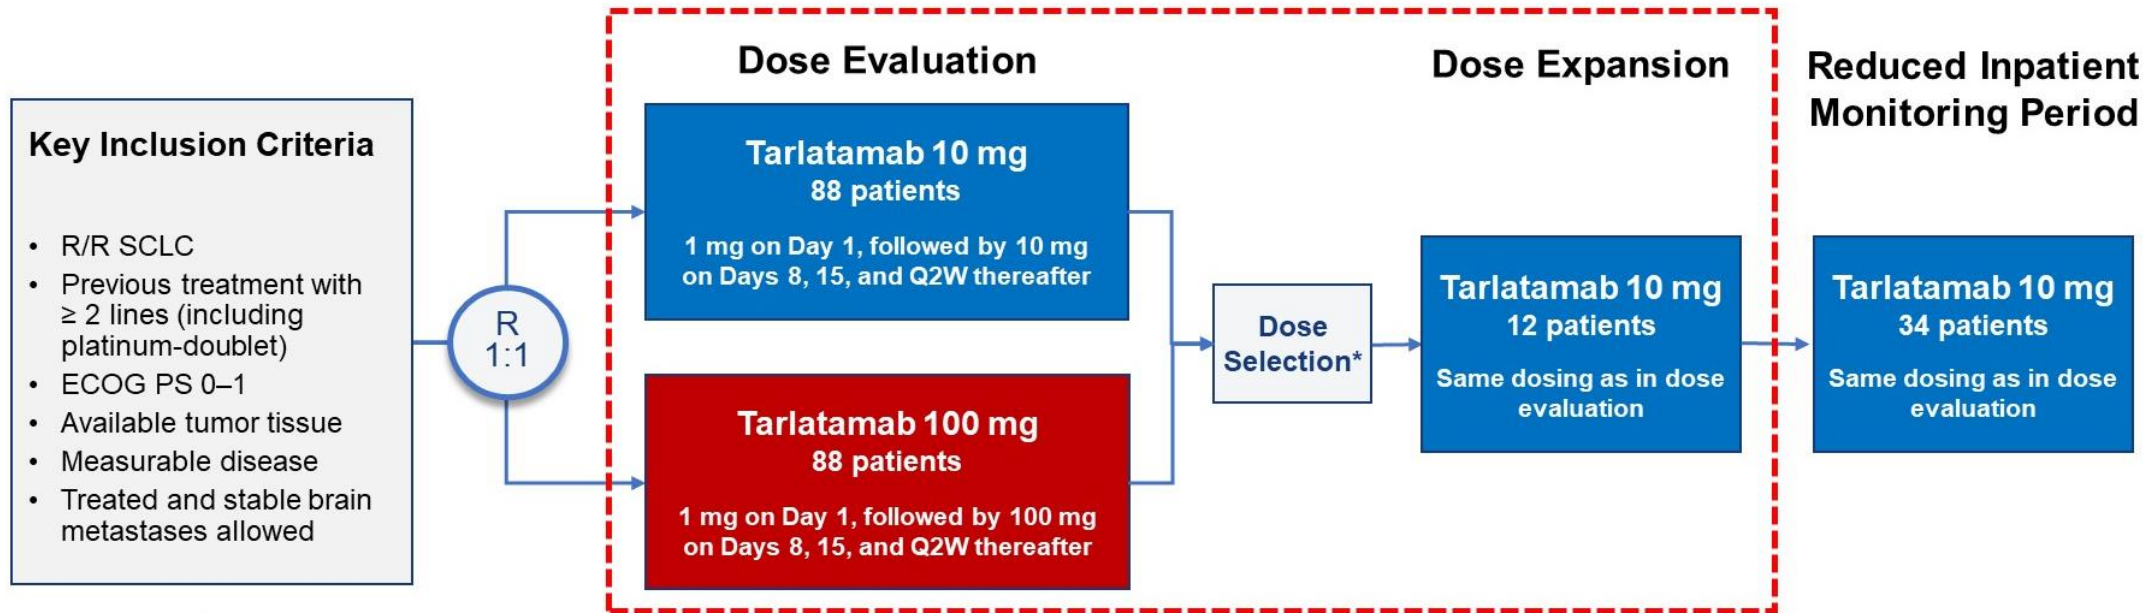 Key Inclusion Criteria
• R/R SCLC
• Previous treatment with
≥ 2 lines (including
platinum-doublet)
• ECOG PS 0–1
• Available tumor tissue
• Measurable disease
• Treated and stable brain
metastases allowed
R
1:1
Dose Evaluation
Tarlatamab 10 mg
88 patients
1 mg on Day 1, followed by 10 mg
on Days 8, 15, and Q2W thereafter
Tarlatamab 100 mg
88 patients
1 mg on Day 1, followed by 100 mg
on Days 8, 15, and Q2W thereafter
Dose
Selection*
Dose Expansion
Tarlatamab 10 mg
12 patients
Same dosing as in dose
evaluation
Reduced Inpatient
Monitoring Period
Tarlatamab 10 mg
34 patients
Same dosing as in dose
evaluation